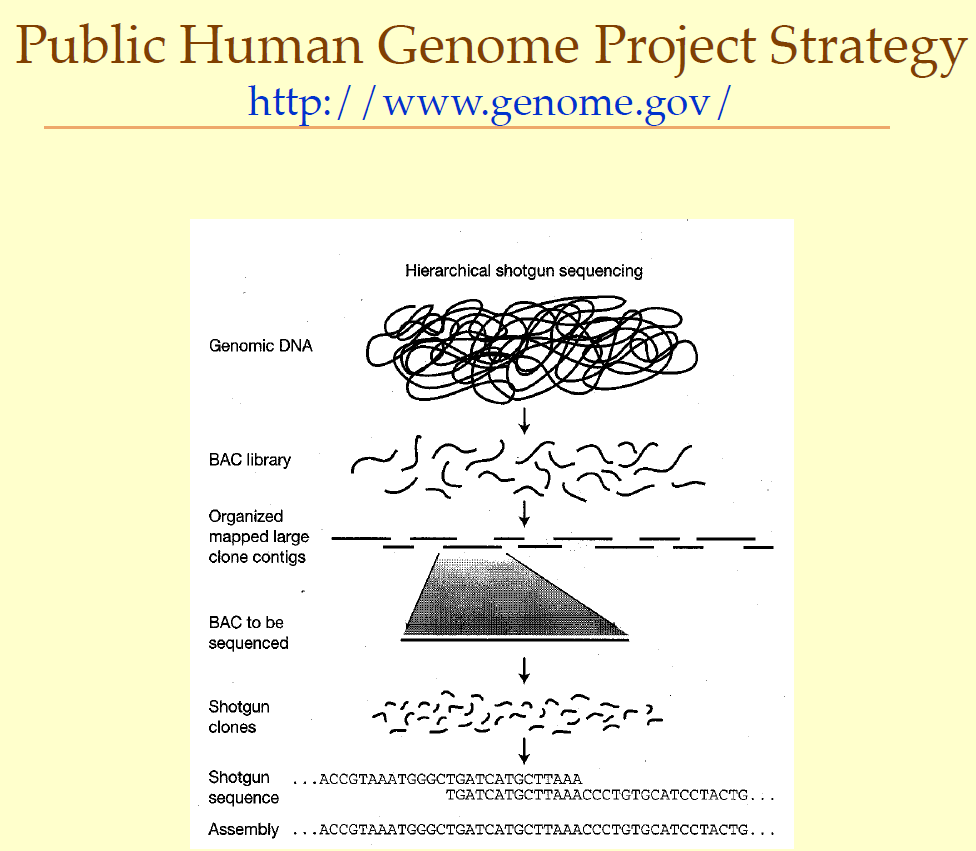 Public Human Genome Project Strategy
http://www.genome.gov/
Hierarchical shotgun sequencing
Genomic DNA
BAC library
Organized
mapped large
clone contigs
BAC to be
sequenced
Shotgun
clones
Shotgun
sequence
...ACCGTAAATGGGCTGATCATGCTTAAA
TGATCATGCTTAAACCCTGTGCATCCTACTG...
Assembly ...ACCGTAAATGGGCTGATCATGCTTAAACCCTGTGCATCCTACTG...